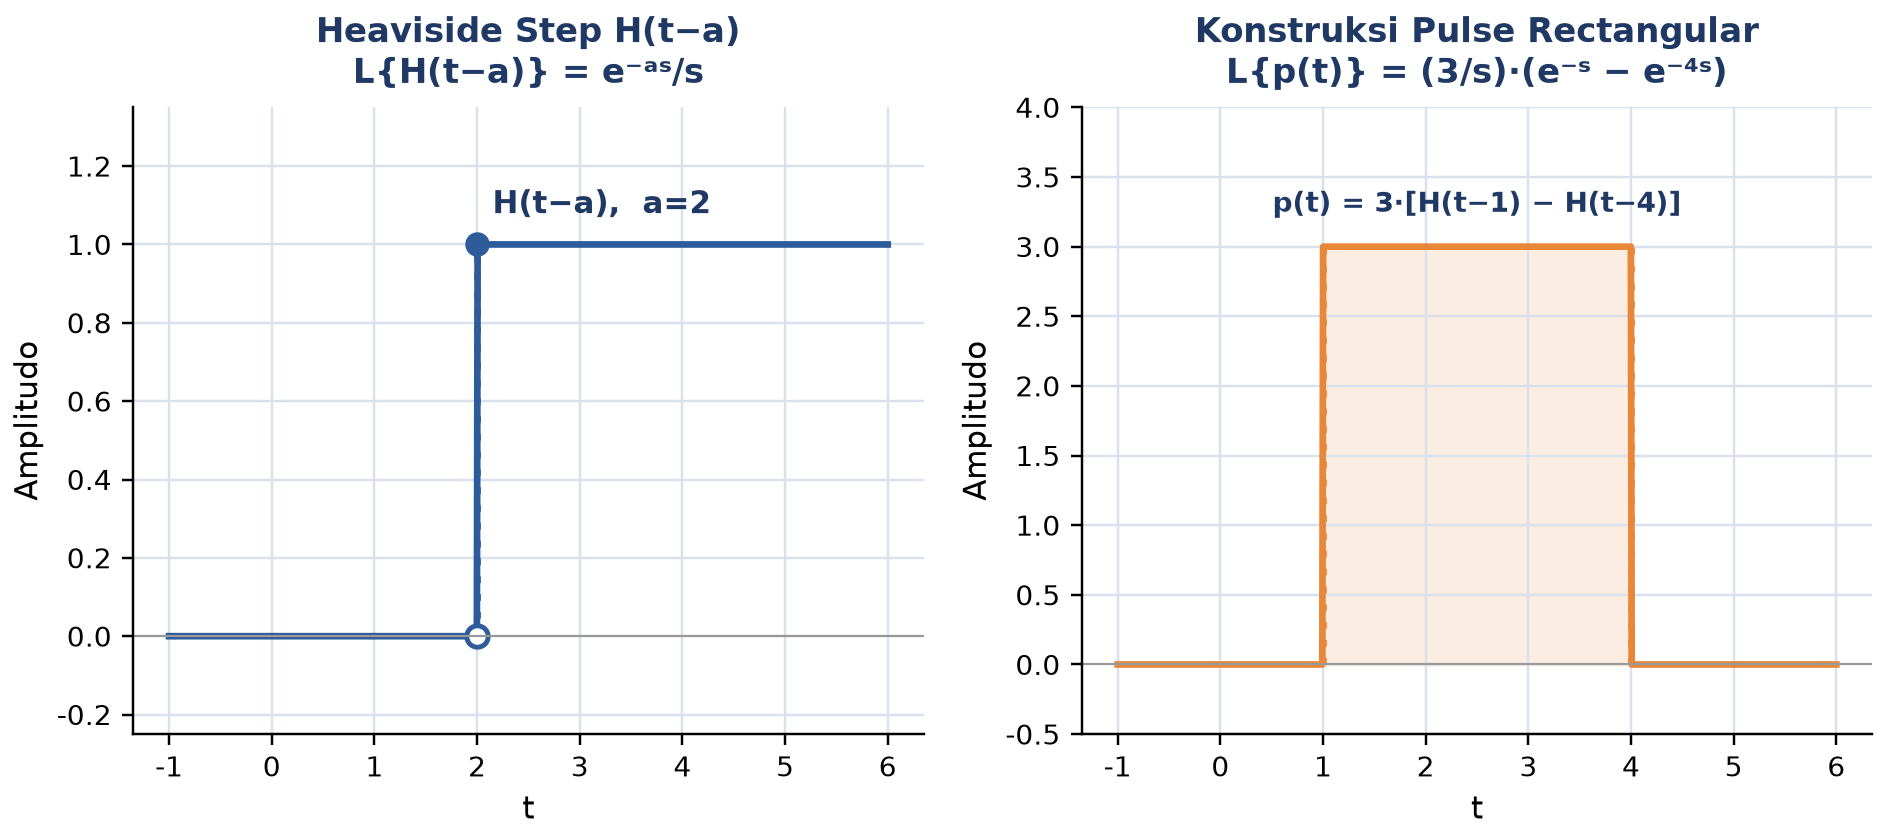 Heaviside Step H(t−a)
L{H(t−a)} = e⁻ᵃˢ/s
H(t−a),  a=2
Amplitudo
1.2
1.0
0.8
0.6
0.4
0.2
0.0
-0.2
-1 0 1 2 3 4 5 6
t
Konstruksi Pulse Rectangular
L{p(t)} = (3/s)·(e⁻ˢ − e⁻⁴ˢ)
p(t) = 3·[H(t−1) − H(t−4)]
Amplitudo
4.0
3.5
3.0
2.5
2.0
1.5
1.0
0.5
0.0
-0.5
-1 0 1 2 3 4 5 6
t